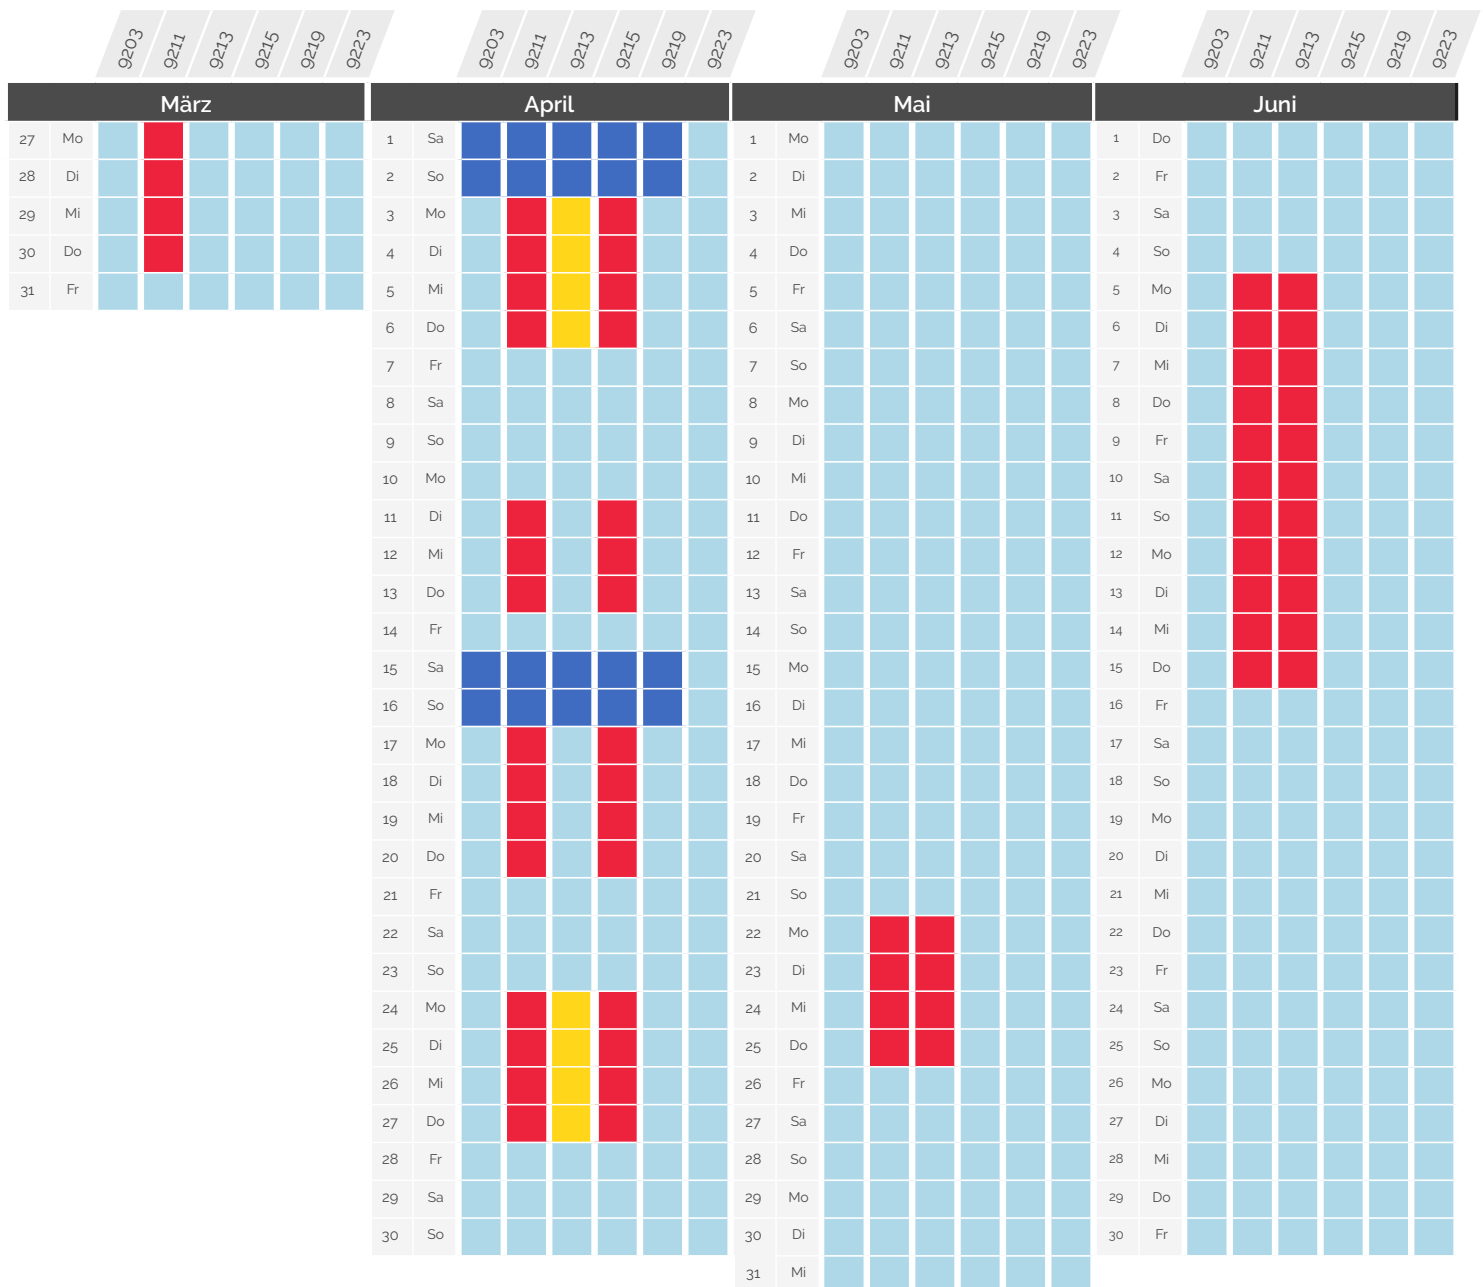 9203 9211 9213 9215 9219 9223 9203 9211 9213 9215 9219 9223 9203 9211 9213 9215 9219 9223 9203 9211 9213 9215 9219 9223
März April Mai Juni
27 Mo 1 Sa 1 Mo 1 Do
28 Di 2 So 2 Di 2 Fr
29 Mi 3 Mo 3 Mi 3 Sa
30 Do 4 Di 4 Do 4 So
31 Fr 5 Mi 5 Fr 5 Mo
6 Do 6 Sa 6 Di
7 Fr 7 So 7 Mi
8 Sa 8 Mo 8 Do
9 So 9 Di 9 Fr
10 Mo 10 Mi 10 Sa
11 Di 11 Do 11 So
12 Mi 12 Fr 12 Mo
13 Do 13 Sa 13 Di
14 Fr 14 So 14 Mi
15 Sa 15 Mo 15 Do
16 So 16 Di 16 Fr
17 Mo 17 Mi 17 Sa
18 Di 18 Do 18 So
19 Mi 19 Fr 19 Mo
20 Do 20 Sa 20 Di
21 Fr 21 So 21 Mi
22 Sa 22 Mo 22 Do
23 So 23 Di 23 Fr
24 Mo 24 Mi 24 Sa
25 Di 25 Do 25 So
26 Mi 26 Fr 26 Mo
27 Do 27 Sa 27 Di
28 Fr 28 So 28 Mi
29 Sa 29 Mo 29 Do
30 So 30 Di 30 Fr
31 Mi